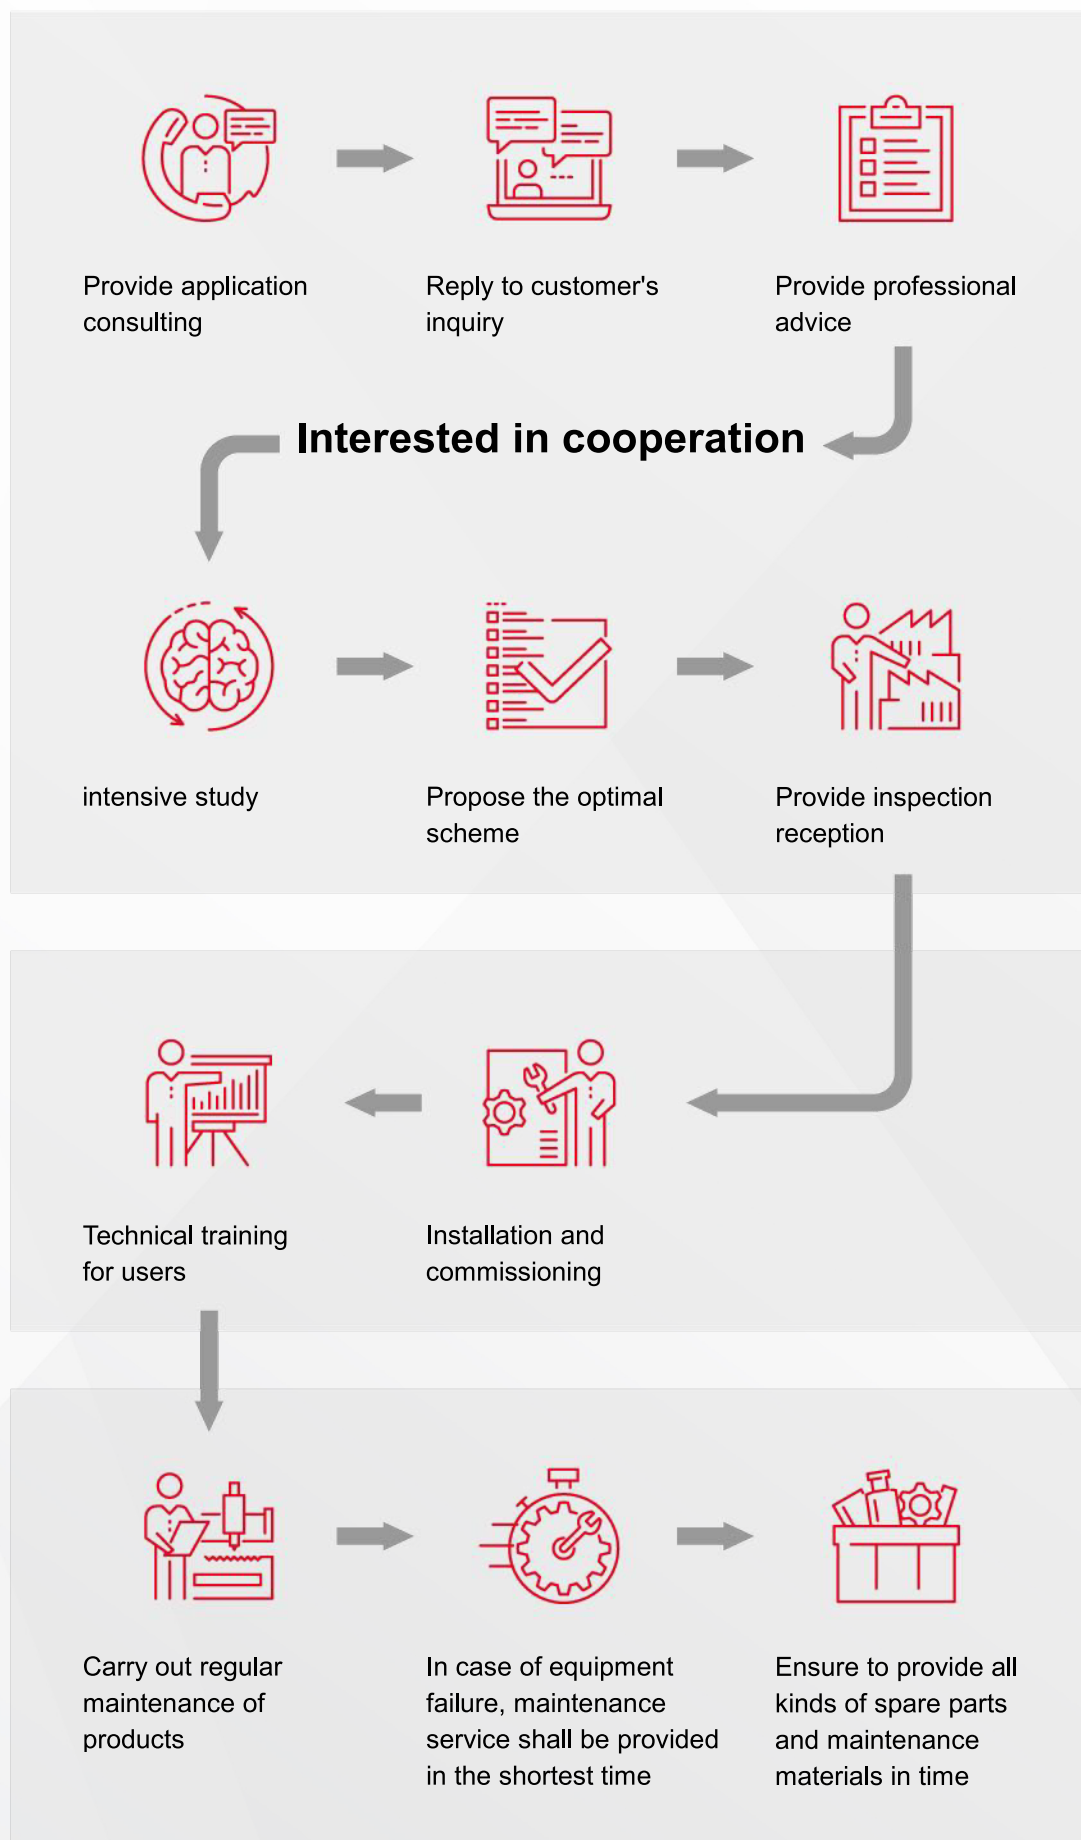 Provide application
consulting
Reply to customer's
inquiry
Provide professional
advice
Interested in cooperation
intensive study
Propose the optimal
scheme
Provide inspection
reception
Technical training
for users
Installation and
commissioning
Carry out regular
maintenance of
products
In case of equipment
failure, maintenance
service shall be provided
in the shortest time
Ensure to provide all
kinds of spare parts
and maintenance
materials in time